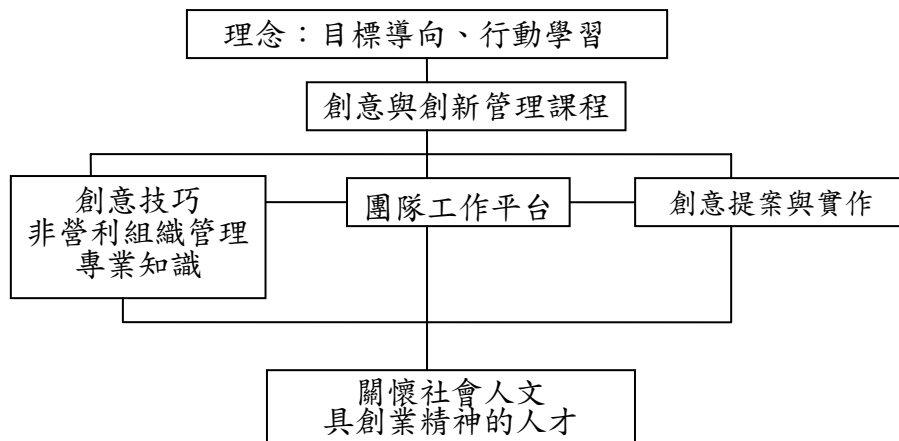 理念：目標導向、行動學習
創意與創新管理課程
創意技巧
非營利組織管理
專業知識
團隊工作平台
創意提案與實作
關懷社會人文
具創業精神的人才